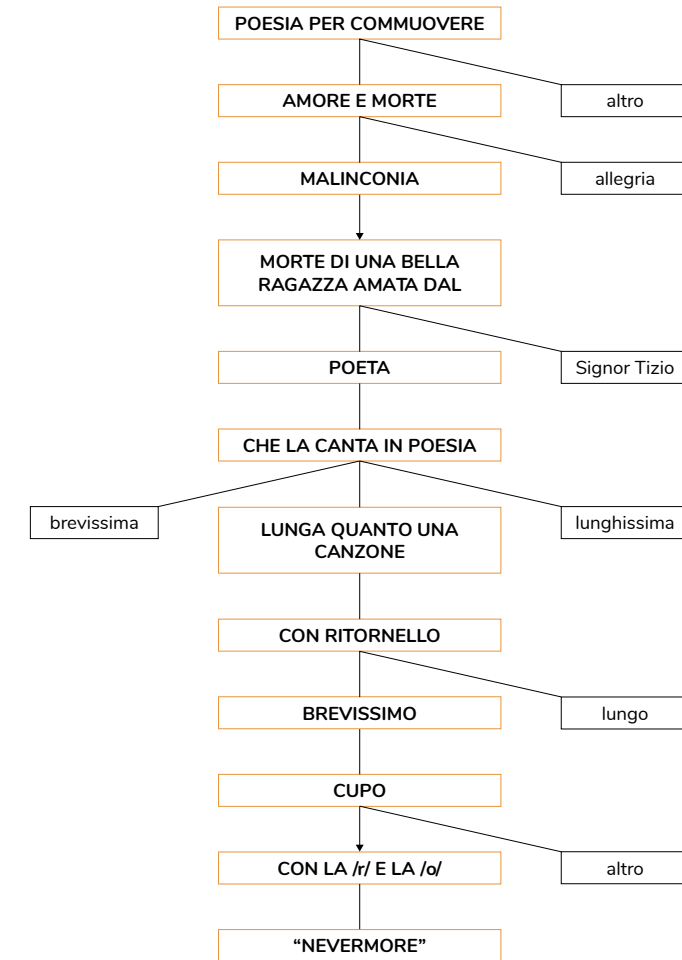 POESIA PER COMMUOVERE
AMORE E MORTE
altro
MALINCONIA
allegria
MORTE DI UNA BELLA
RAGAZZA AMATA DAL
POETA
Signor Tizio
CHE LA CANTA IN POESIA
brevissima
LUNGA QUANTO UNA
CANZONE
lunghissima
CON RITORNELLO
BREVISSIMO
lungo
CUPO
CON LA /r/ E LA /o/
altro
“NEVERMORE”